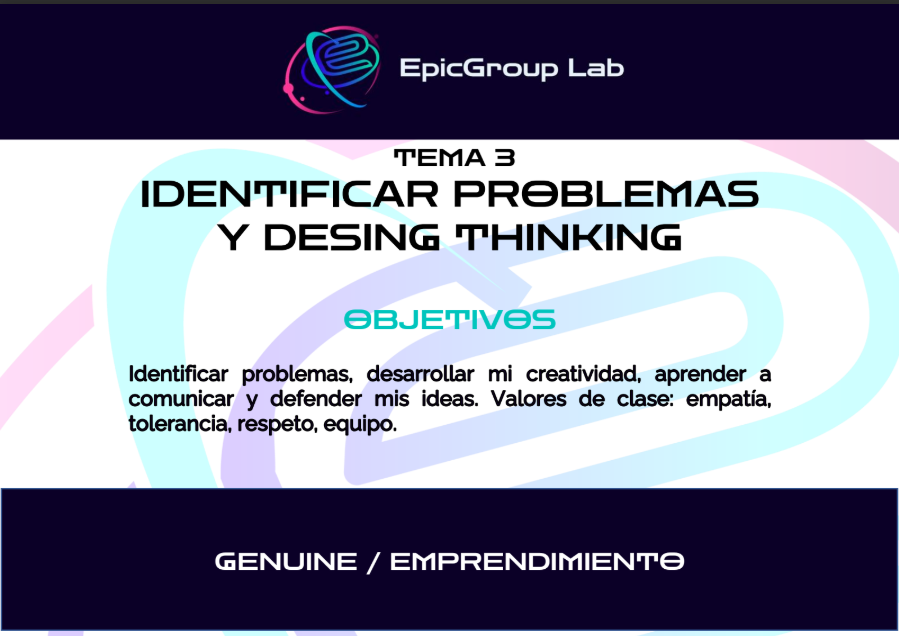 EpicGroup Lab
TEMA 3
IDENTIFICAR PROBLEMAS
Y DESING THINKING
OBJETIVOS
Identificar problemas, desarrollar mi creatividad, aprender a
comunicar y defender mis ideas. Valores de clase: empatía,
tolerancia, respeto, equipo.
GENUINE / EMPRENDIMIENTO